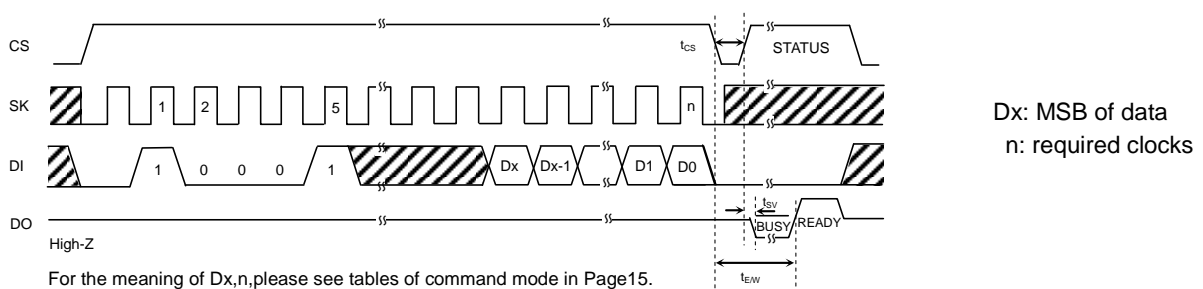 CS
tCS
STATUS
SK
1 2 5 n
Dx: MSB of data
n: required clocks
DI
1 0 0 0 1 Dx Dx-1 D1 D0
tSV
DO
BUSY READY
High-Z
For the meaning of Dx,n,please see tables of command mode in Page15.
tE/W